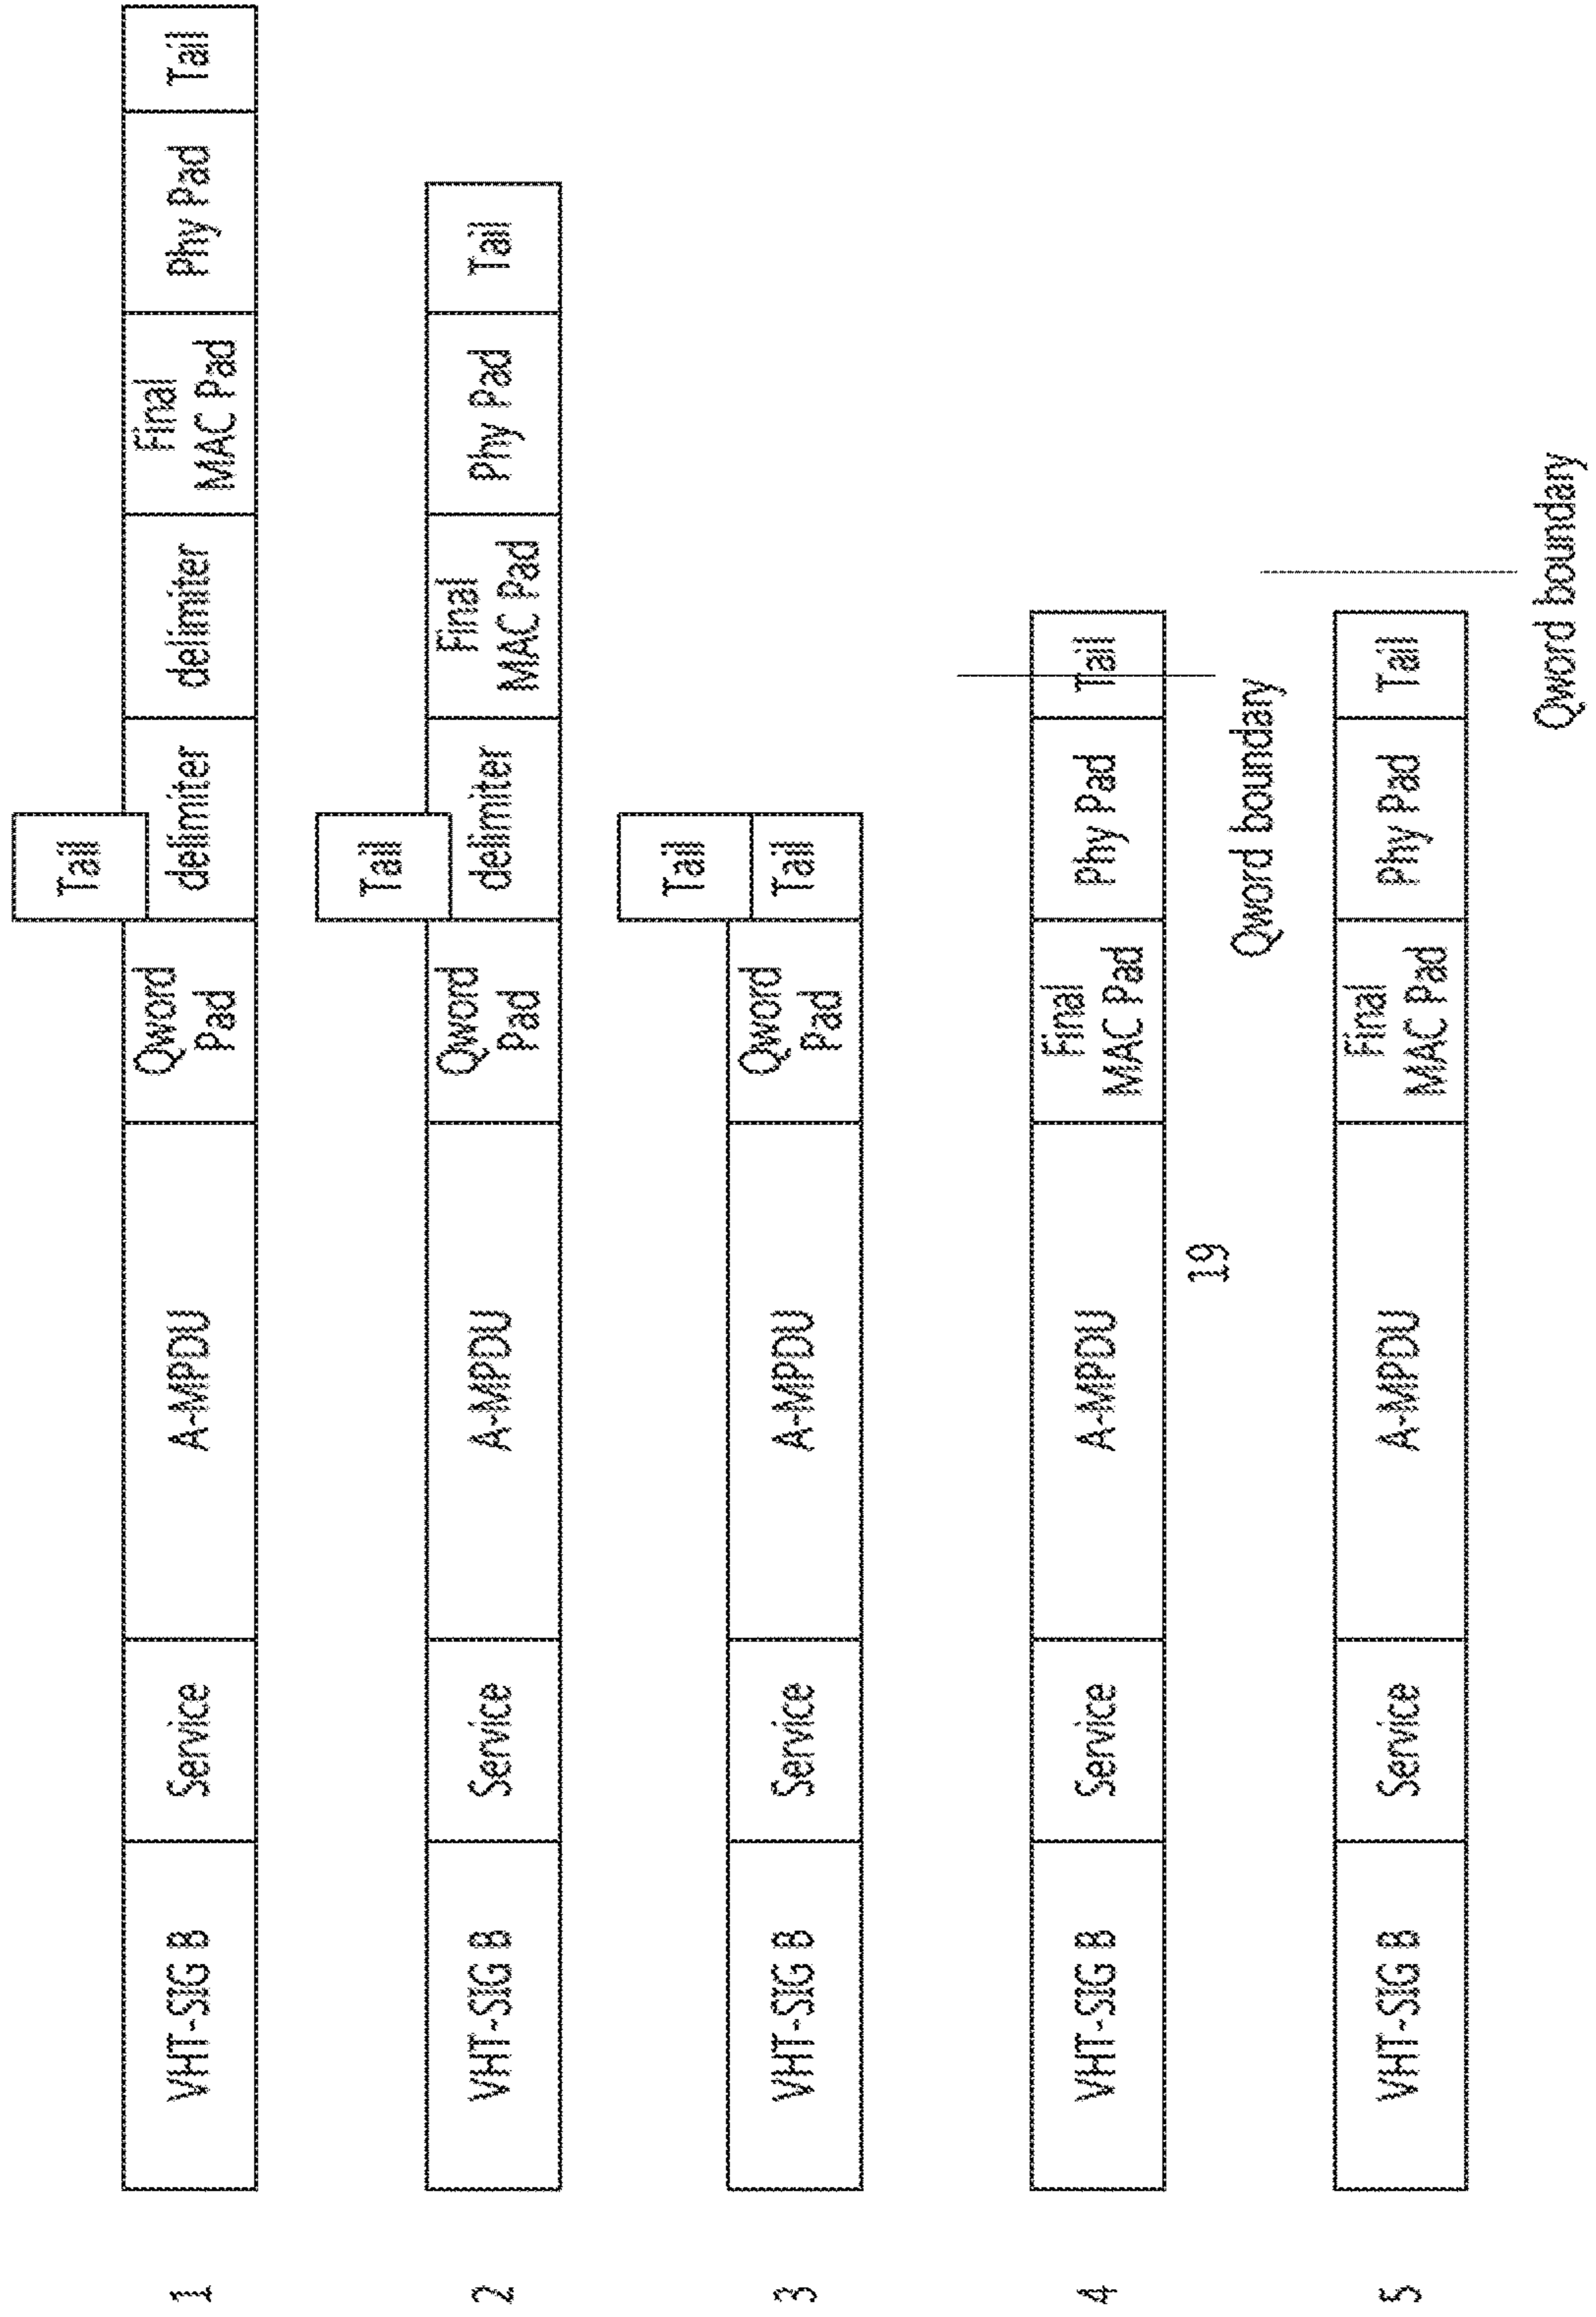 1
VHT-SIG B
Service
A-MPDU
Qword
Pad
Tail
delimiter
delimiter
Final
MAC Pad
Phy Pad
Tail
2
VHT-SIG B
Service
A-MPDU
Qword
Pad
Tail
delimiter
Final
MAC Pad
Phy Pad
Tail
3
VHT-SIG B
Service
A-MPDU
Qword
Pad
Tail
Tail
4
VHT-SIG B
Service
A-MPDU
Final
MAC Pad
Phy Pad
Tail
19
Qword boundary
5
VHT-SIG B
Service
A-MPDU
Final
MAC Pad
Phy Pad
Tail
Qword boundary